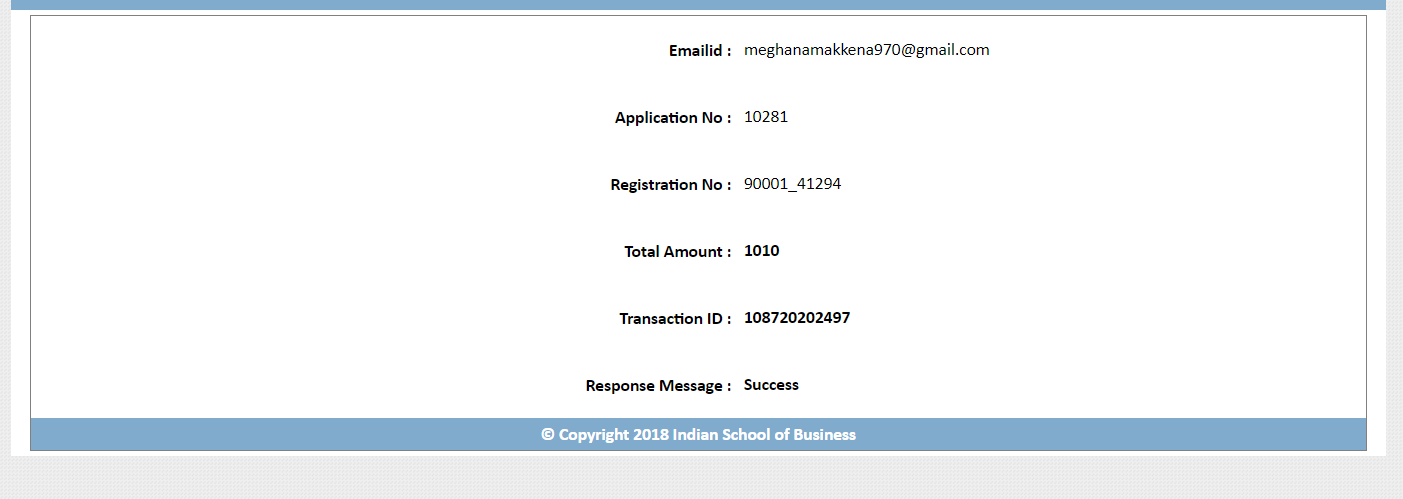 Emailid : meghanamakkena970@gmail.com
Application No : 10281
Registration No : 90001_41294
Total Amount : 1010
Transaction ID : 108720202497
Response Message : Success
© Copyright 2018 Indian School of Business